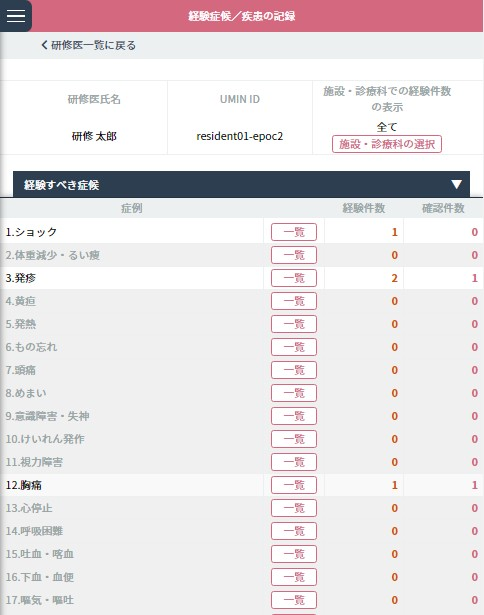 経験症候／疾患の記録
研修医一覧に戻る
研修医氏名 UMIN ID 施設・診療科での経験件数
の表示
研修 太郎 resident01-epoc2 全て
施設・診療科の選択
経験すべき症候 ▼
症例 経験件数 確認件数
1.ショック 一覧 1 0
2.体重減少・るい痩 一覧 0 0
3.発疹 一覧 2 1
4.黄疸 一覧 0 0
5.発熱 一覧 0 0
6.もの忘れ 一覧 0 0
7.頭痛 一覧 0 0
8.めまい 一覧 0 0
9.意識障害・失神 一覧 0 0
10.けいれん発作 一覧 0 0
11.視力障害 一覧 0 0
12.胸痛 一覧 1 1
13.心停止 一覧 0 0
14.呼吸困難 一覧 0 0
15.吐血・喀血 一覧 0 0
16.下血・血便 一覧 0 0
17.嘔気・嘔吐 一覧 0 0